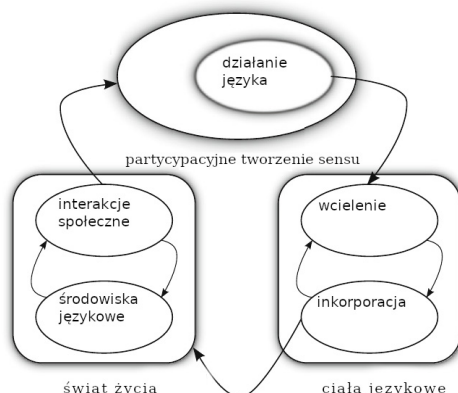 działanie
języka
partycypacyjne tworzenie sensu
interakcje
społeczne
środowiska
językowe
wcielenie
inkorporacja
świat życia
ciała językowe